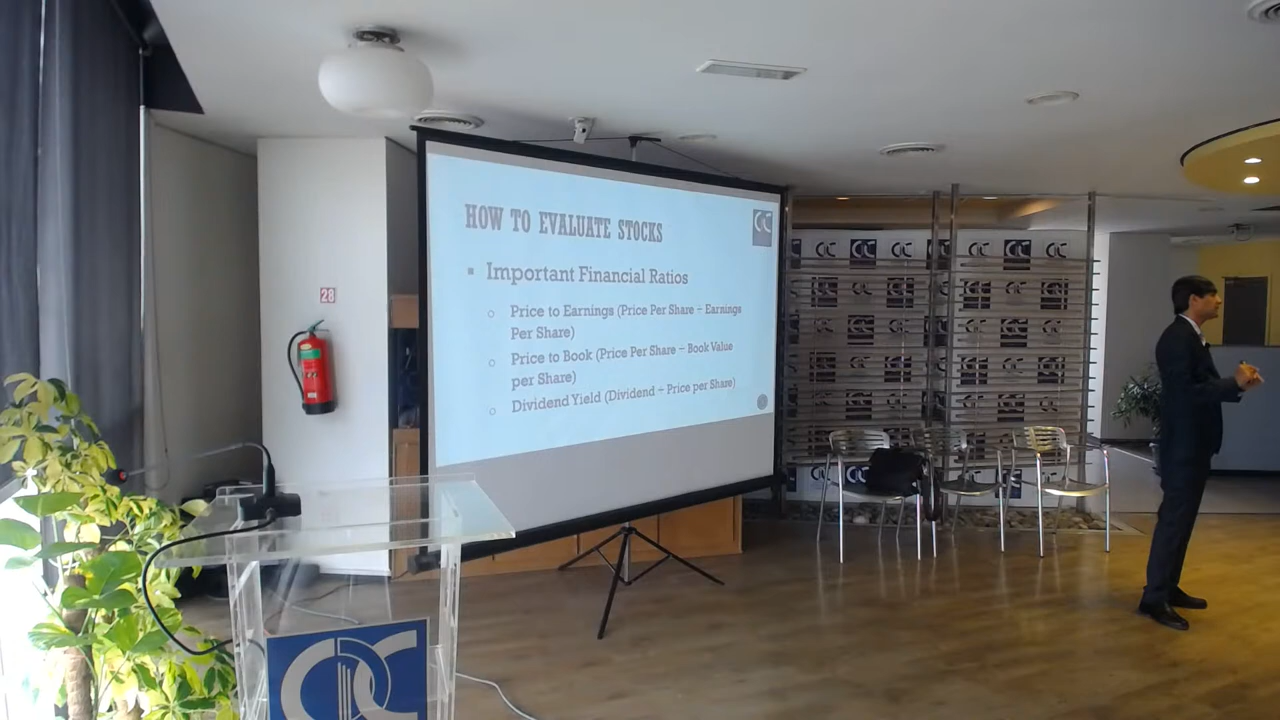 28
HOW TO EVALUATE STOCKS
Important Financial Ratios
Price to Earnings (Price Per Share ÷ Earnings
Per Share)
Price to Book (Price Per Share ÷ Book Value
per Share)
Dividend Yield (Dividend ÷ Price per Share)